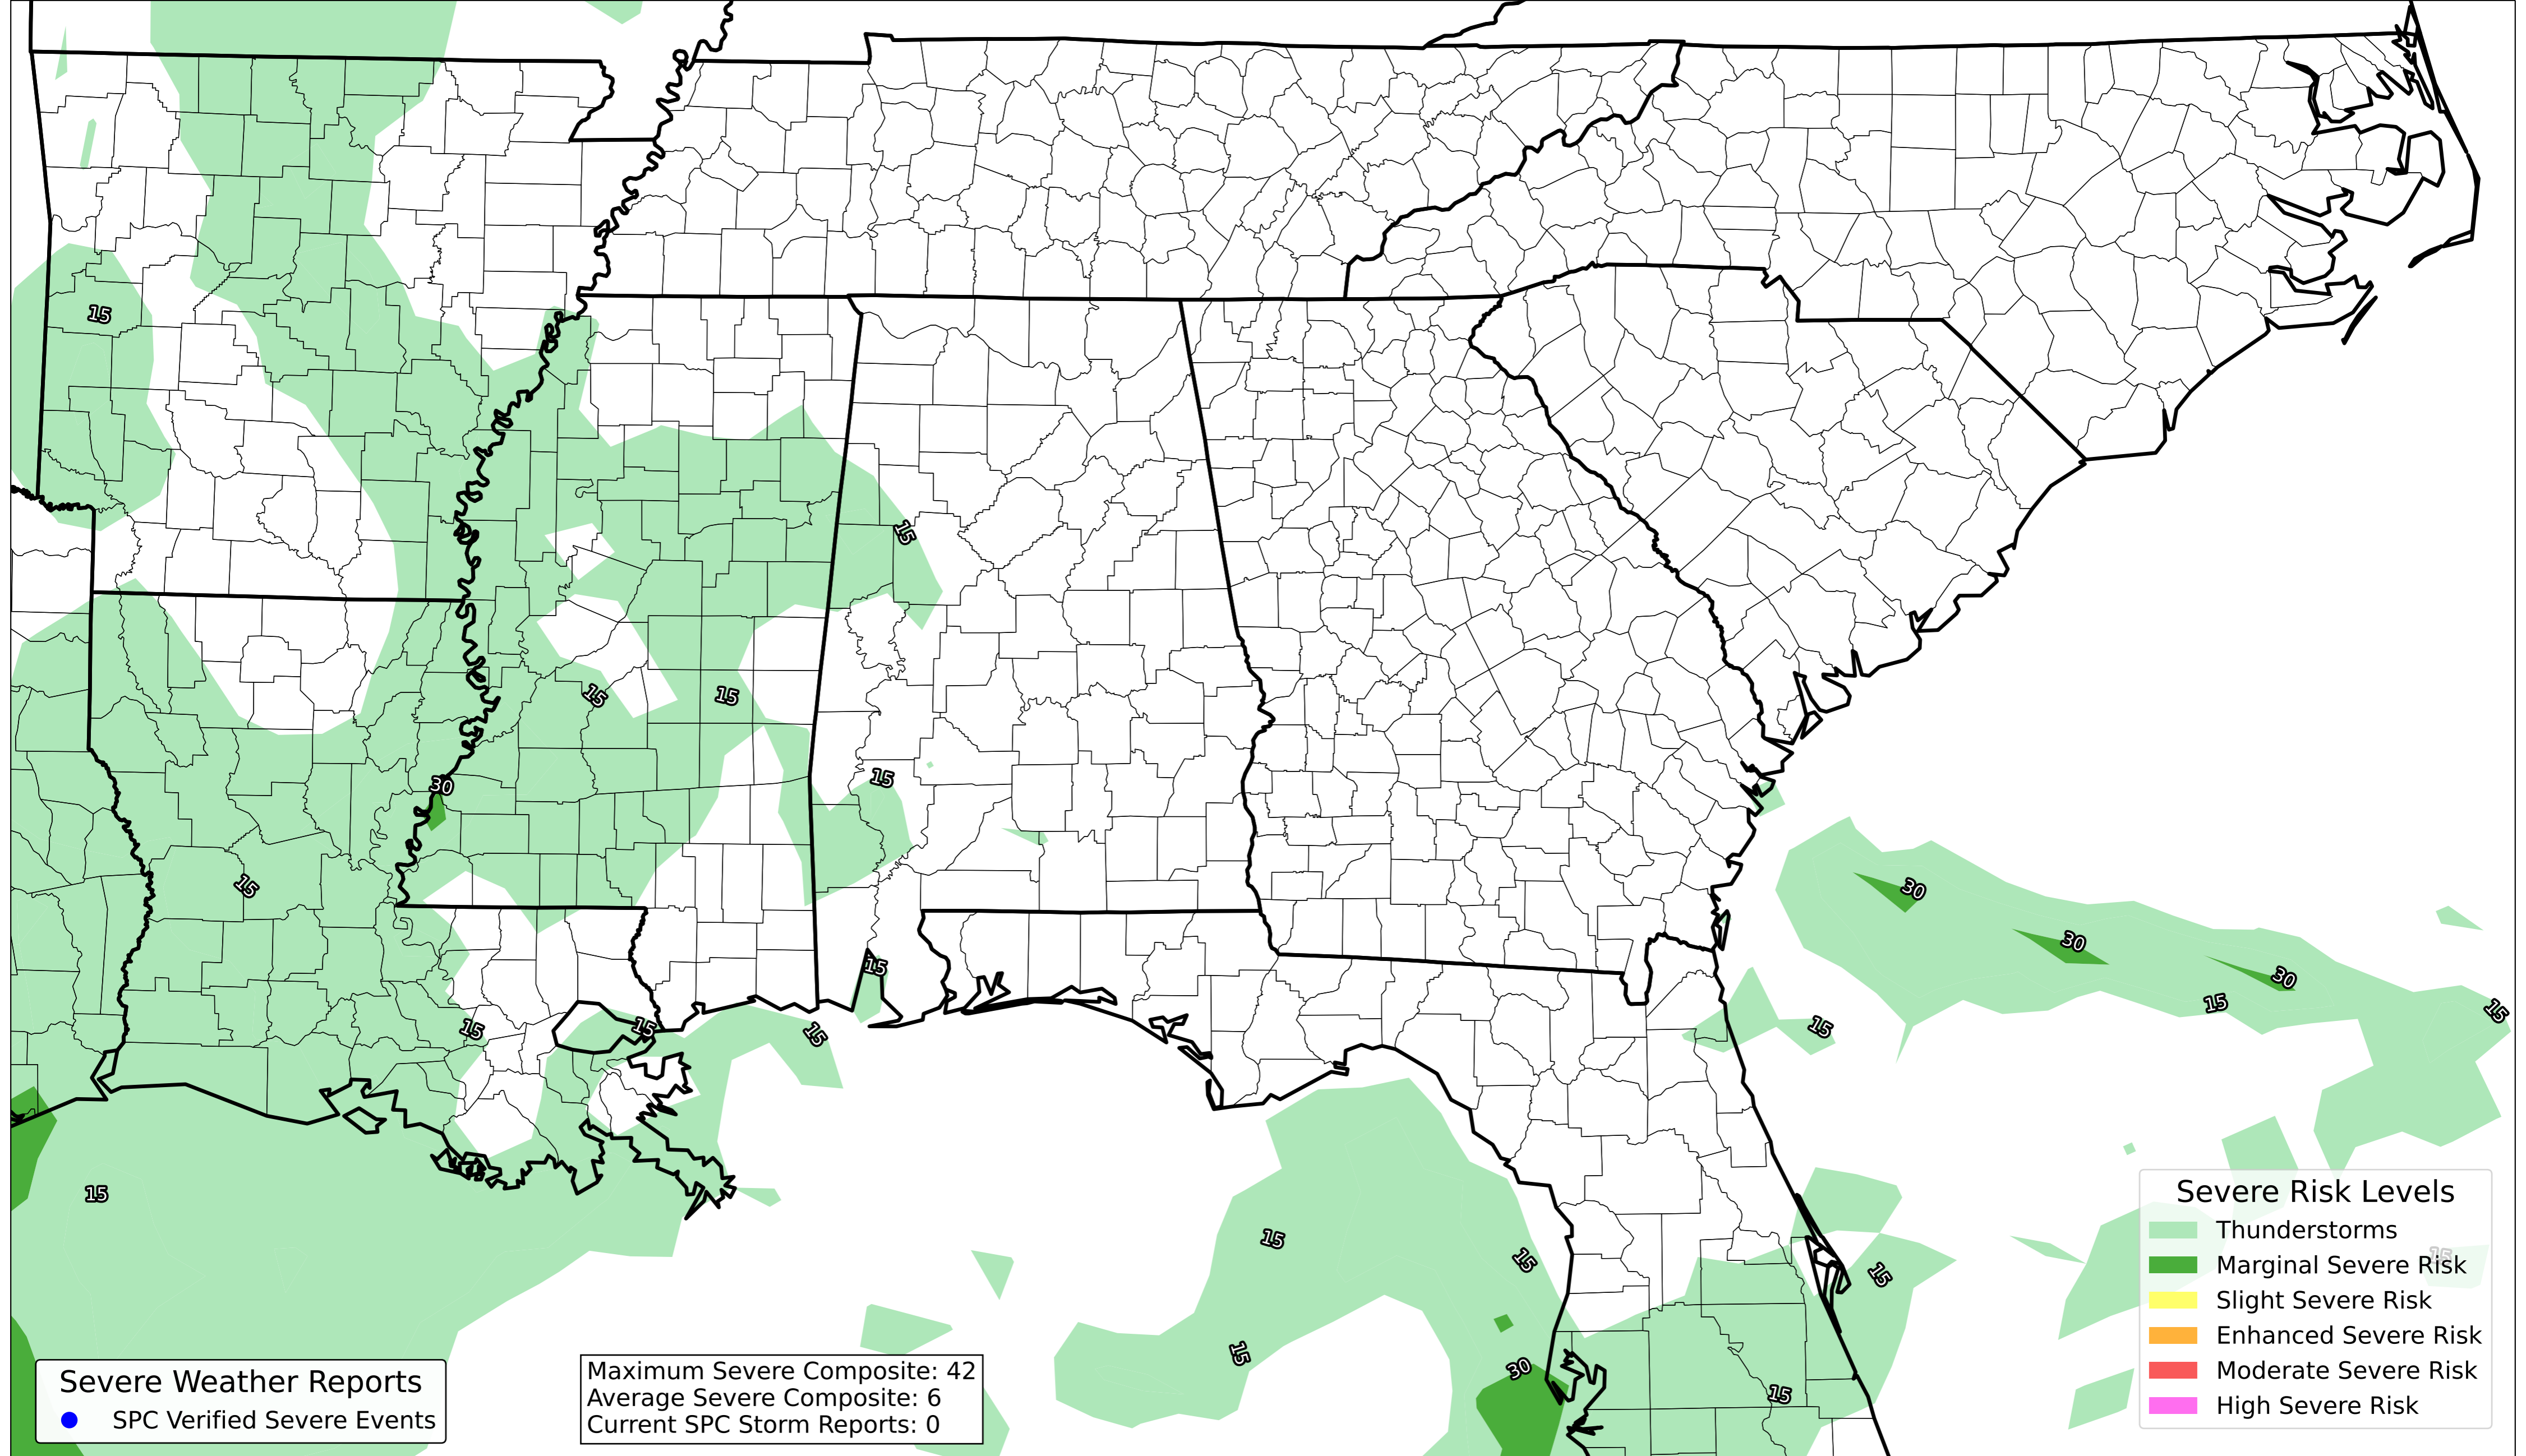 15
15
15
15
30
15
15
15
30
30
30
15
15
15
15
15
15
15
15
15
15
15
15
15
30
15
Severe Risk Levels
Thunderstorms
15
Marginal Severe Risk
Slight Severe Risk
Enhanced Severe Risk
Moderate Severe Risk
High Severe Risk
Severe Weather Reports
SPC Verified Severe Events
Maximum Severe Composite: 42
Average Severe Composite: 6
Current SPC Storm Reports: 0